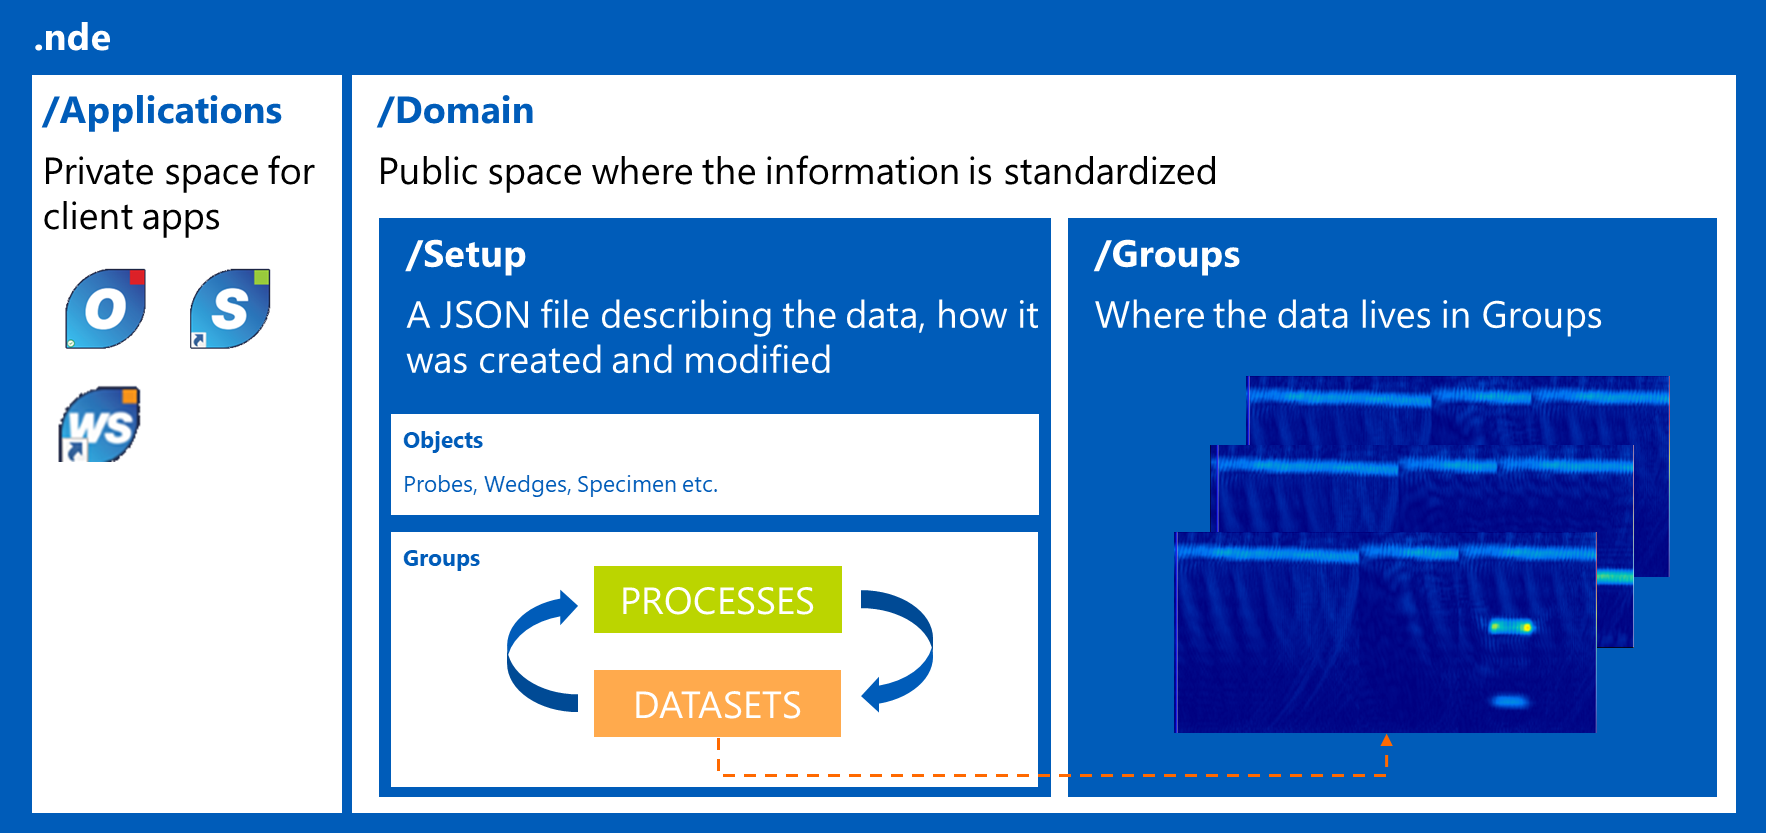 .nde
/Applications
Private space for
client apps
O
S
WS
/Domain
Public space where the information is standardized
/Setup
A JSON file describing the data, how it
was created and modified
Objects
Probes, Wedges, Specimen etc.
Groups
PROCESSES
DATASETS
/Groups
Where the data lives in Groups